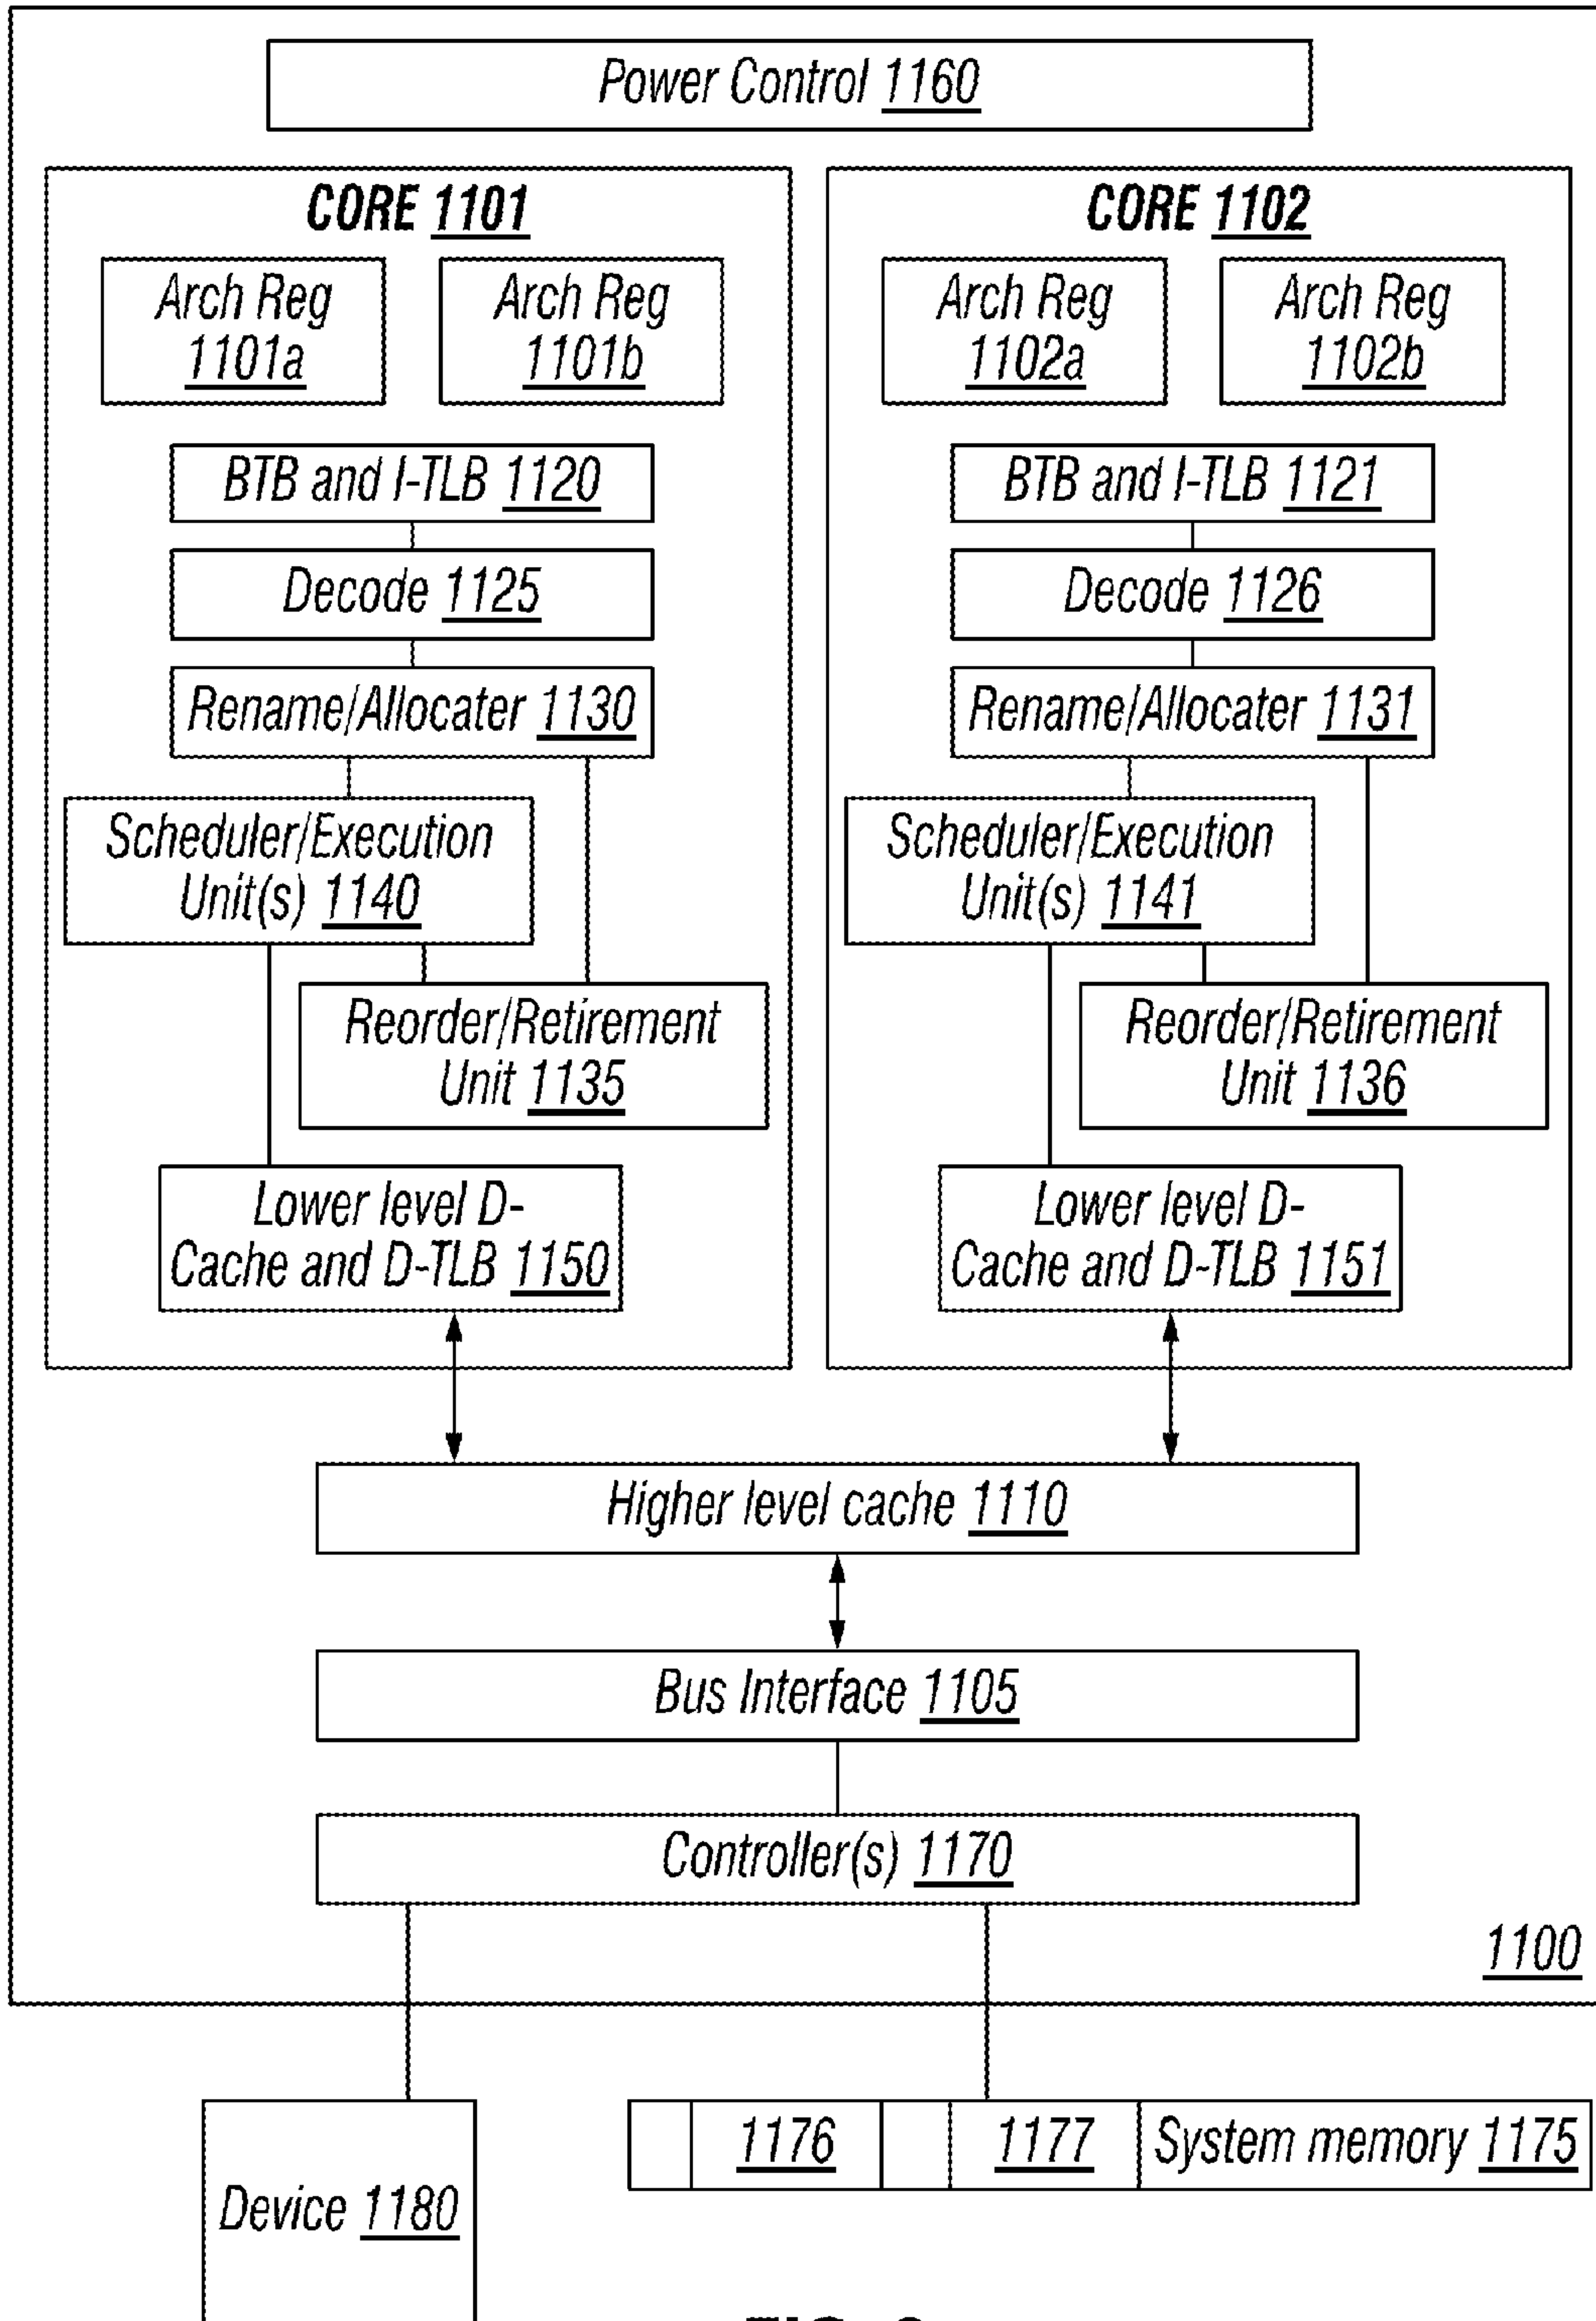 Power Control 1160
CORE 1101
Arch Reg
1101a
Arch Reg
1101b
BTB and I-TLB 1120
Decode 1125
Rename/Allocater 1130
Scheduler/Execution
Unit(s) 1140
Reorder/Retirement
Unit 1135
Lower level D-
Cache and D-TLB 1150
CORE 1102
Arch Reg
1102a
Arch Reg
1102b
BTB and I-TLB 1121
Decode 1126
Rename/Allocater 1131
Scheduler/Execution
Unit(s) 1141
Reorder/Retirement
Unit 1136
Lower level D-
Cache and D-TLB 1151
Higher level cache 1110
Bus Interface 1105
Controller(s) 1170
1100
1176
1177
System memory 1175
Device 1180